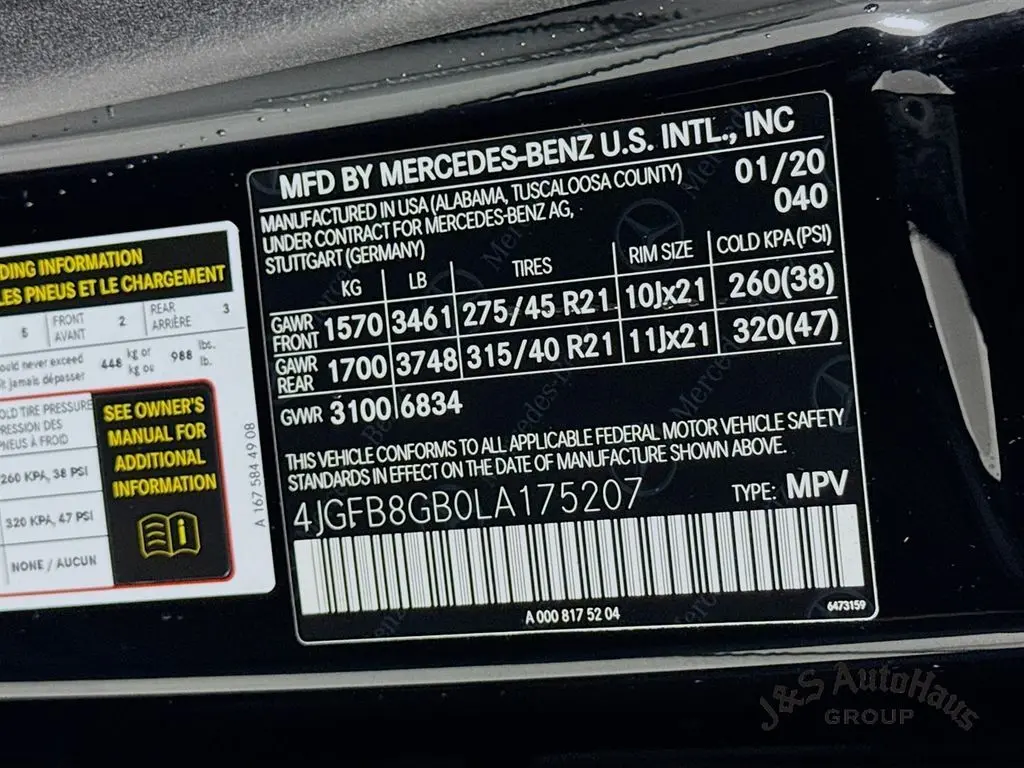 MFD BY MERCEDES-BENZ U.S. INTL., INC
MANUFACTURED IN USA (ALABAMA, TUSCALOOSA COUNTY) 01/20
UNDER CONTRACT FOR MERCEDES-BENZ AG, 040
STUTTGART (GERMANY)
KG LB TIRES RIM SIZE COLD KPA (PSI)
GAWR FRONT 1570 3461 275/45 R21 10Jx21 260(38)
GAWR REAR 1700 3748 315/40 R21 11Jx21 320(47)
GVWR 3100 6834
THIS VEHICLE CONFORMS TO ALL APPLICABLE FEDERAL MOTOR VEHICLE SAFETY
STANDARDS IN EFFECT ON THE DATE OF MANUFACTURE SHOWN ABOVE.
4JGFB8GB0LA175207 TYPE: MPV
A 000 817 52 04
6473159
DING INFORMATION
LES PNEUS ET LE CHARGEMENT
5 FRONT AVANT 2 REAR ARRIÈRE 3
ould never exceed 448 kg or 988 lbs.
it jamais dépasser kg ou lb.
OLD TIRE PRESSURE
RESSION DES
NEUS À FROID
260 KPA, 38 PSI
320 KPA, 47 PSI
NONE / AUCUN
SEE OWNER'S
MANUAL FOR
ADDITIONAL
INFORMATION
A 167 584 49 08
J&S AutoHaus
GROUP